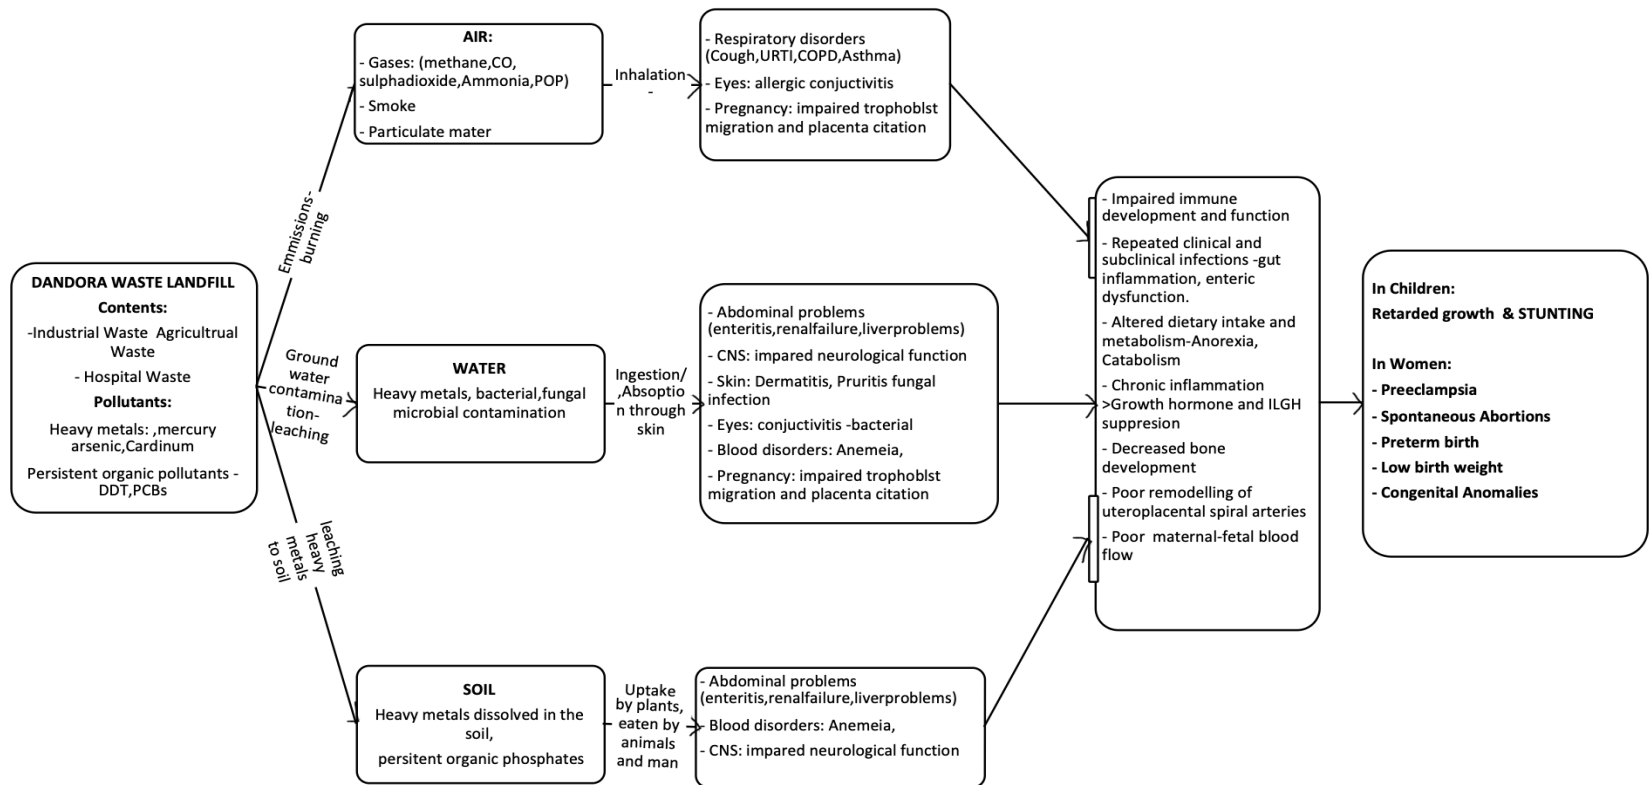 DANDORA WASTE LANDFILL
Contents:
-Industrial Waste Agricultrual
Waste
- Hospital Waste
Pollutants:
Heavy metals: ,mercury
arsenic,Cardinum
Persistent organic pollutants -
DDT,PCBs
Emmissions-
burning
AIR:
- Gases: (methane,CO,
sulphadioxide,Ammonia,POP)
- Smoke
- Particulate mater
Inhalation
-
- Respiratory disorders
(Cough,URTI,COPD,Asthma)
- Eyes: allergic conjuctivitis
- Pregnancy: impaired trophoblst
migration and placenta citation
Ground
water
contamina
tion-
leaching
WATER
Heavy metals, bacterial,fungal
microbial contamination
Ingestion/
,Absoptio
n through
skin
- Abdominal problems
(enteritis,renalfailure,liverproblems)
- CNS: impared neurological function
- Skin: Dermatitis, Pruritis fungal
infection
- Eyes: conjuctivitis -bacterial
- Blood disorders: Anemeia,
- Pregnancy: impaired trophoblst
migration and placenta citation
leaching
heavy
metals
to soil
SOIL
Heavy metals dissolved in the
soil,
persitent organic phosphates
Uptake
by plants,
eaten by
animals
and man
- Abdominal problems
(enteritis,renalfailure,liverproblems)
- Blood disorders: Anemeia,
- CNS: impared neurological function
- Impaired immune
development and function
- Repeated clinical and
subclinical infections -gut
inflammation, enteric
dysfunction.
- Altered dietary intake and
metabolism-Anorexia,
Catabolism
- Chronic inflammation
>Growth hormone and ILGH
suppresion
- Decreased bone
development
- Poor remodelling of
uteroplacental spiral arteries
- Poor maternal-fetal blood
flow
In Children:
Retarded growth & STUNTING
In Women:
- Preeclampsia
- Spontaneous Abortions
- Preterm birth
- Low birth weight
- Congenital Anomalies